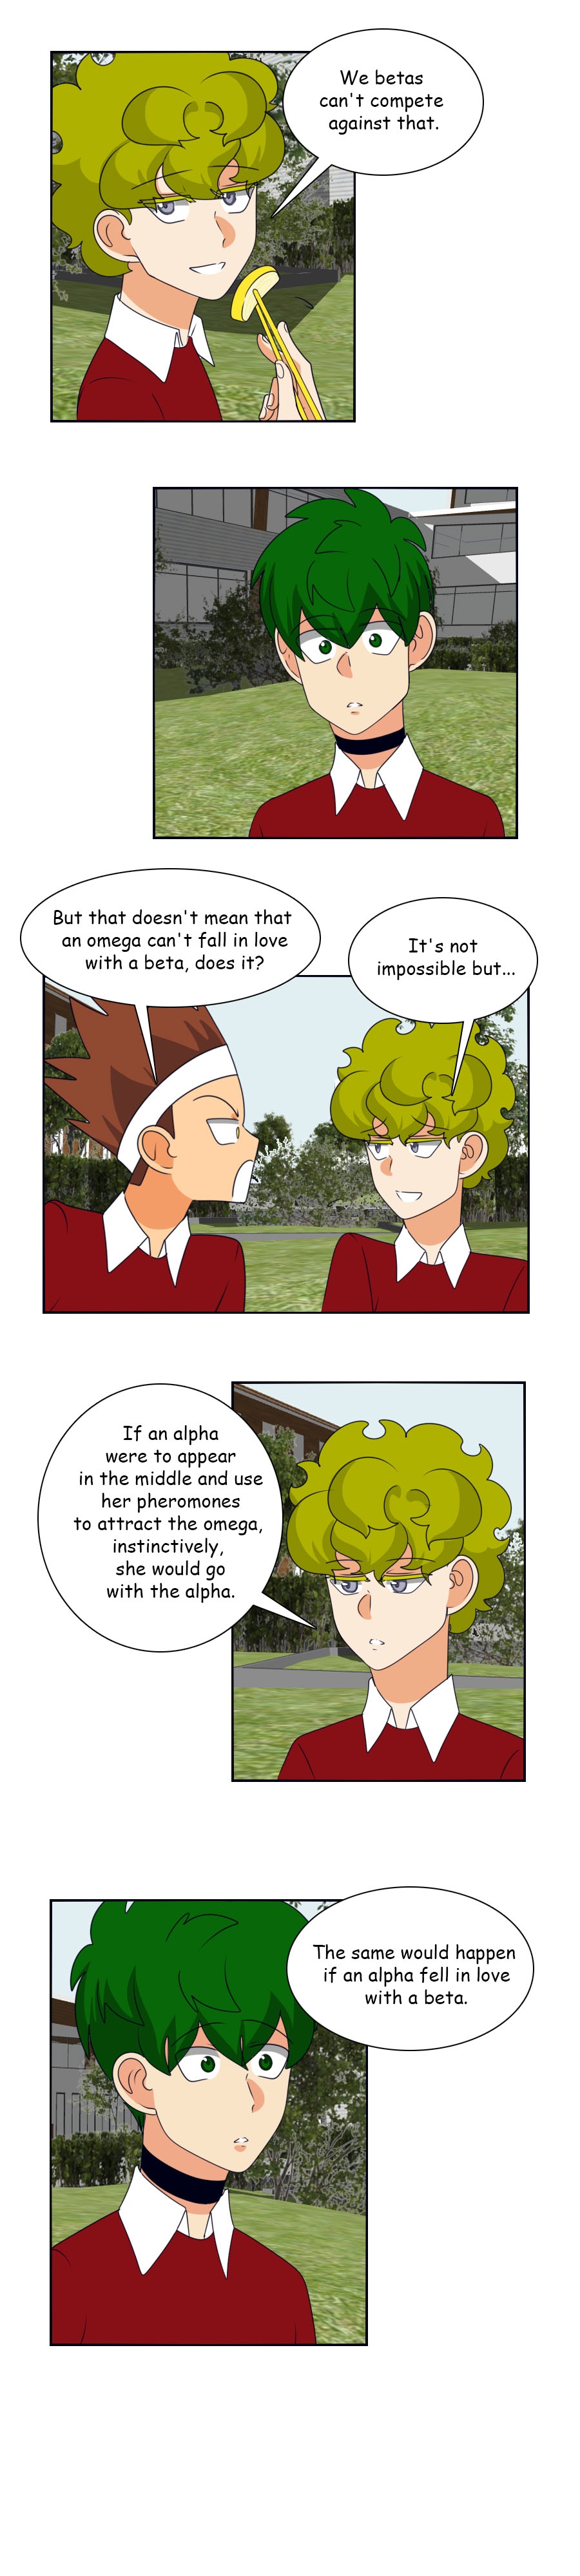 We betas
can't compete
against that.
But that doesn't mean that
an omega can't fall in love
with a beta, does it?
It's not
impossible but...
If an alpha
were to appear
in the middle and use
her pheromones
to attract the omega,
instinctively,
she would go
with the alpha.
The same would happen
if an alpha fell in love
with a beta.